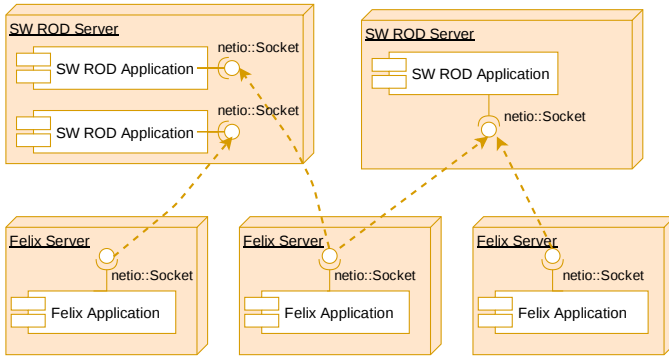 SW ROD Server
netio::Socket
SW ROD Application
netio::Socket
SW ROD Application
SW ROD Server
SW ROD Application
netio::Socket
Felix Server
netio::Socket
Felix Application
Felix Server
netio::Socket
Felix Application
Felix Server
netio::Socket
Felix Application